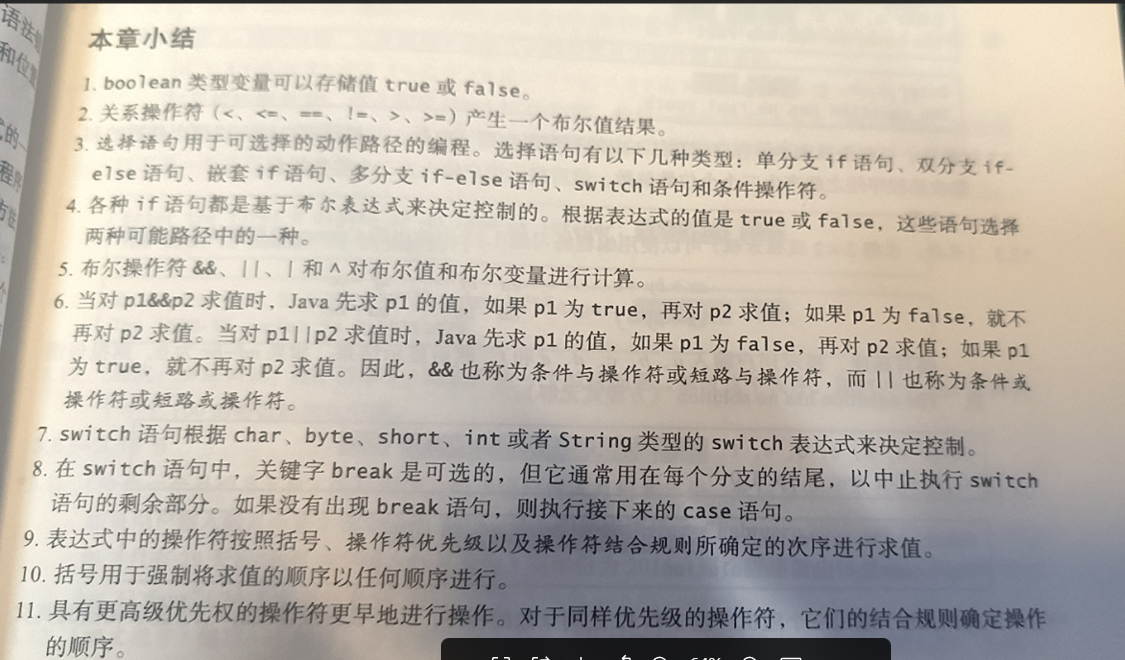 语法
和位置
本章小结
1. boolean 类型变量可以存储值 true 或 false。
2. 关系操作符 (<、<=、==、!=、>、>=) 产生一个布尔值结果。
3. 选择语句用于可选择的动作路径的编程。选择语句有以下几种类型：单分支 if 语句、双分支 if-
else 语句、嵌套 if 语句、多分支 if-else 语句、switch 语句和条件操作符。
4. 各种 if 语句都是基于布尔表达式来决定控制的。根据表达式的值是 true 或 false，这些语句选择
两种可能路径中的一种。
5. 布尔操作符 &&、||、| 和 ^ 对布尔值和布尔变量进行计算。
6. 当对 p1&&p2 求值时，Java 先求 p1 的值，如果 p1 为 true，再对 p2 求值；如果 p1 为 false，就不
再对 p2 求值。当对 p1||p2 求值时，Java 先求 p1 的值，如果 p1 为 false，再对 p2 求值；如果 p1
为 true，就不再对 p2 求值。因此，&& 也称为条件与操作符或短路与操作符，而 || 也称为条件或
操作符或短路或操作符。
7. switch 语句根据 char、byte、short、int 或者 String 类型的 switch 表达式来决定控制。
8. 在 switch 语句中，关键字 break 是可选的，但它通常用在每个分支的结尾，以中止执行 switch
语句的剩余部分。如果没有出现 break 语句，则执行接下来的 case 语句。
9. 表达式中的操作符按照括号、操作符优先级以及操作符结合规则所确定的次序进行求值。
10. 括号用于强制将求值的顺序以任何顺序进行。
11. 具有更高级优先权的操作符更早地进行操作。对于同样优先级的操作符，它们的结合规则确定操作
的顺序。